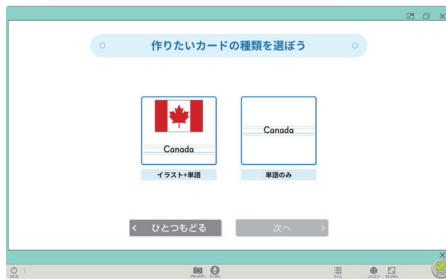 作りたいカードの種類を選ぼう
Canada
イラスト+単語
Canada
単語のみ
< ひとつもどる
次へ >